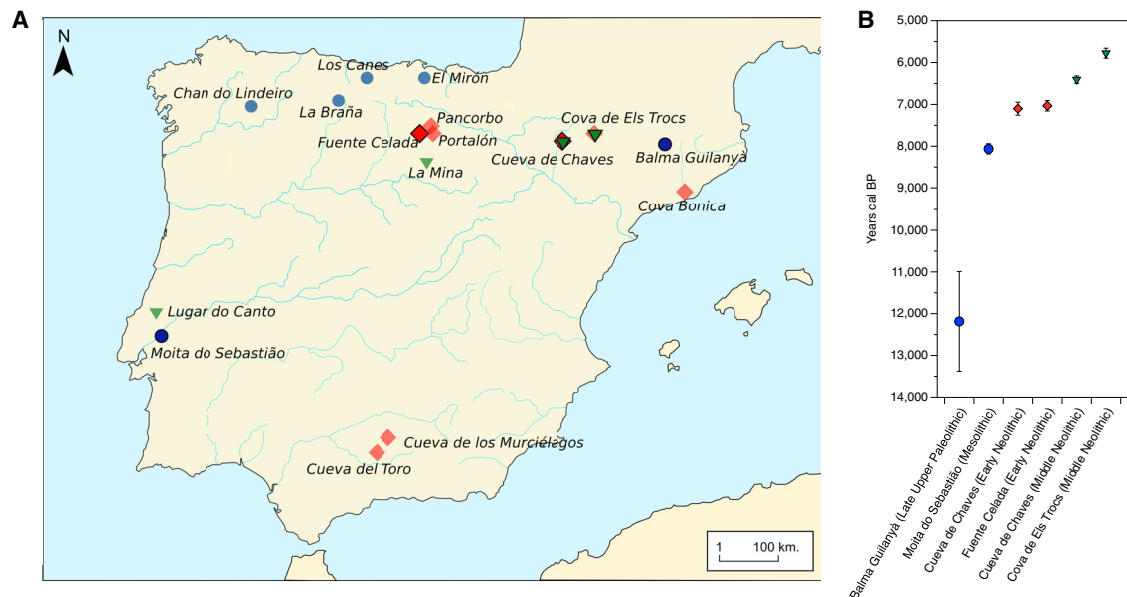 A
N
Los Canes
El Mirón
Chan do Lindeiro
La Braña
Pancorbo
Cova de Els Trocs
Fuente Celada
Portalón
Cueva de Chaves
Balma Guilanyà
La Mina
Cova Bonica
Lugar do Canto
Moita do Sebastião
Cueva de los Murciélagos
Cueva del Toro
1 100 km.
B
Years cal BP
5,000
6,000
7,000
8,000
9,000
10,000
11,000
12,000
13,000
14,000
Balma Guilanyà (Late Upper Paleolithic)
Moita do Sebastião (Mesolithic)
Cueva de Chaves (Early Neolithic)
Fuente Celada (Early Neolithic)
Cueva de Chaves (Middle Neolithic)
Cova de Els Trocs (Middle Neolithic)